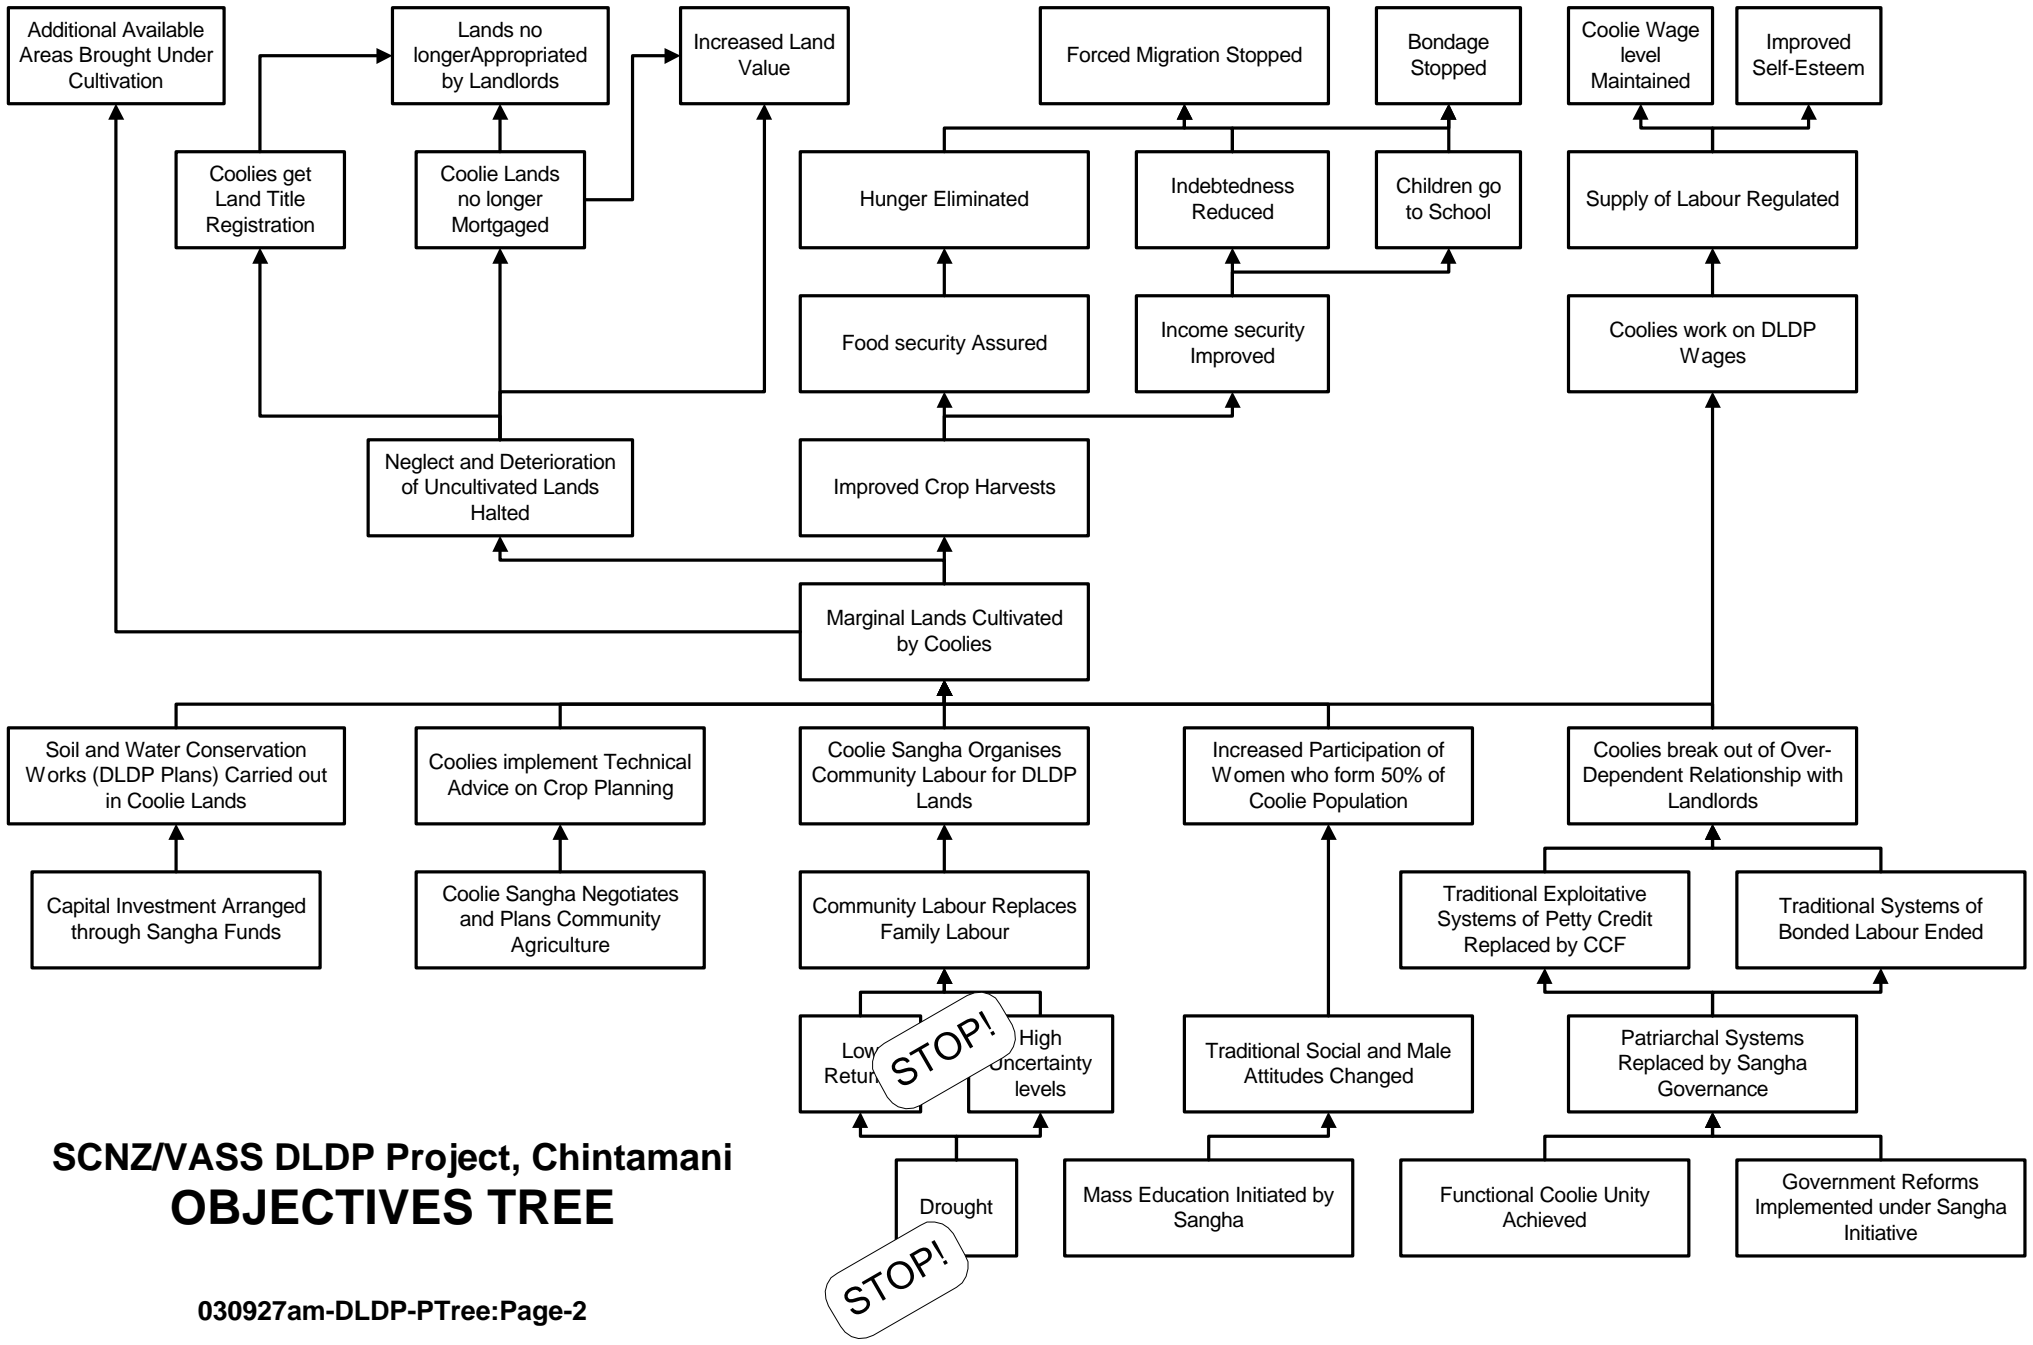 Additional Available
Areas Brought Under
Cultivation
Lands no
longerAppropriated
by Landlords
Increased Land
Value
Forced Migration Stopped
Bondage
Stopped
Coolie Wage
level
Maintained
Improved
Self-Esteem
Coolies get
Land Title
Registration
Coolie Lands
no longer
Mortgaged
Hunger Eliminated
Indebtedness
Reduced
Children go
to School
Supply of Labour Regulated
Food security Assured
Income security
Improved
Coolies work on DLDP
Wages
Neglect and Deterioration
of Uncultivated Lands
Halted
Improved Crop Harvests
Marginal Lands Cultivated
by Coolies
Soil and Water Conservation
Works (DLDP Plans) Carried out
in Coolie Lands
Coolies implement Technical
Advice on Crop Planning
Coolie Sangha Organises
Community Labour for DLDP
Lands
Increased Participation of
Women who form 50% of
Coolie Population
Coolies break out of Over-
Dependent Relationship with
Landlords
Capital Investment Arranged
through Sangha Funds
Coolie Sangha Negotiates
and Plans Community
Agriculture
Community Labour Replaces
Family Labour
Traditional Exploitative
Systems of Petty Credit
Replaced by CCF
Traditional Systems of
Bonded Labour Ended
Low
STOP!
High
Uncertainty
levels
Traditional Social and Male
Attitudes Changed
Patriarchal Systems
Replaced by Sangha
Governance
Drought
STOP!
Mass Education Initiated by
Sangha
Functional Coolie Unity
Achieved
Government Reforms
Implemented under Sangha
Initiative
SCNZ/VASS DLDP Project, Chintamani
OBJECTIVES TREE
030927am-DLDP-PTree:Page-2